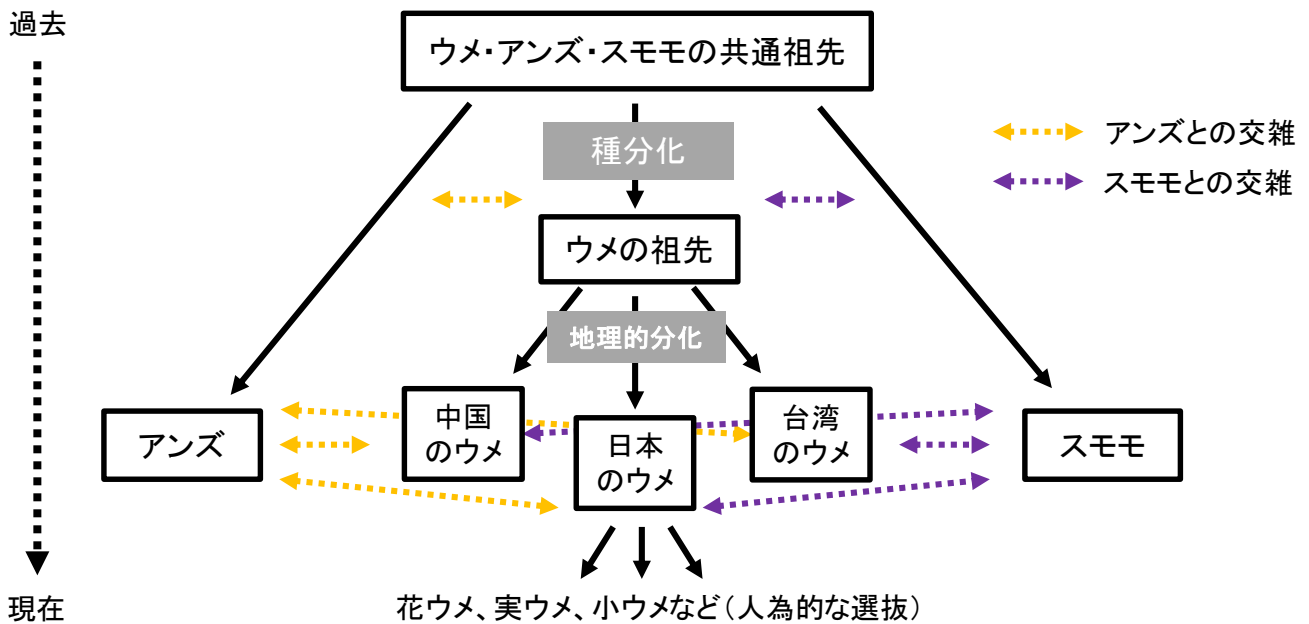 過去
ウメ・アンズ・スモモの共通祖先
アンズとの交雑
種分化
スモモとの交雑
ウメの祖先
地理的分化
アンズ
中国
のウメ
日本
のウメ
台湾
のウメ
スモモ
現在
花ウメ、実ウメ、小ウメなど（人為的な選抜）